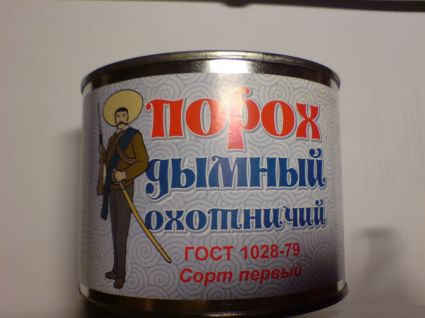 порох
дымный
охотничий
ГОСТ 1028-79
Сорт первый